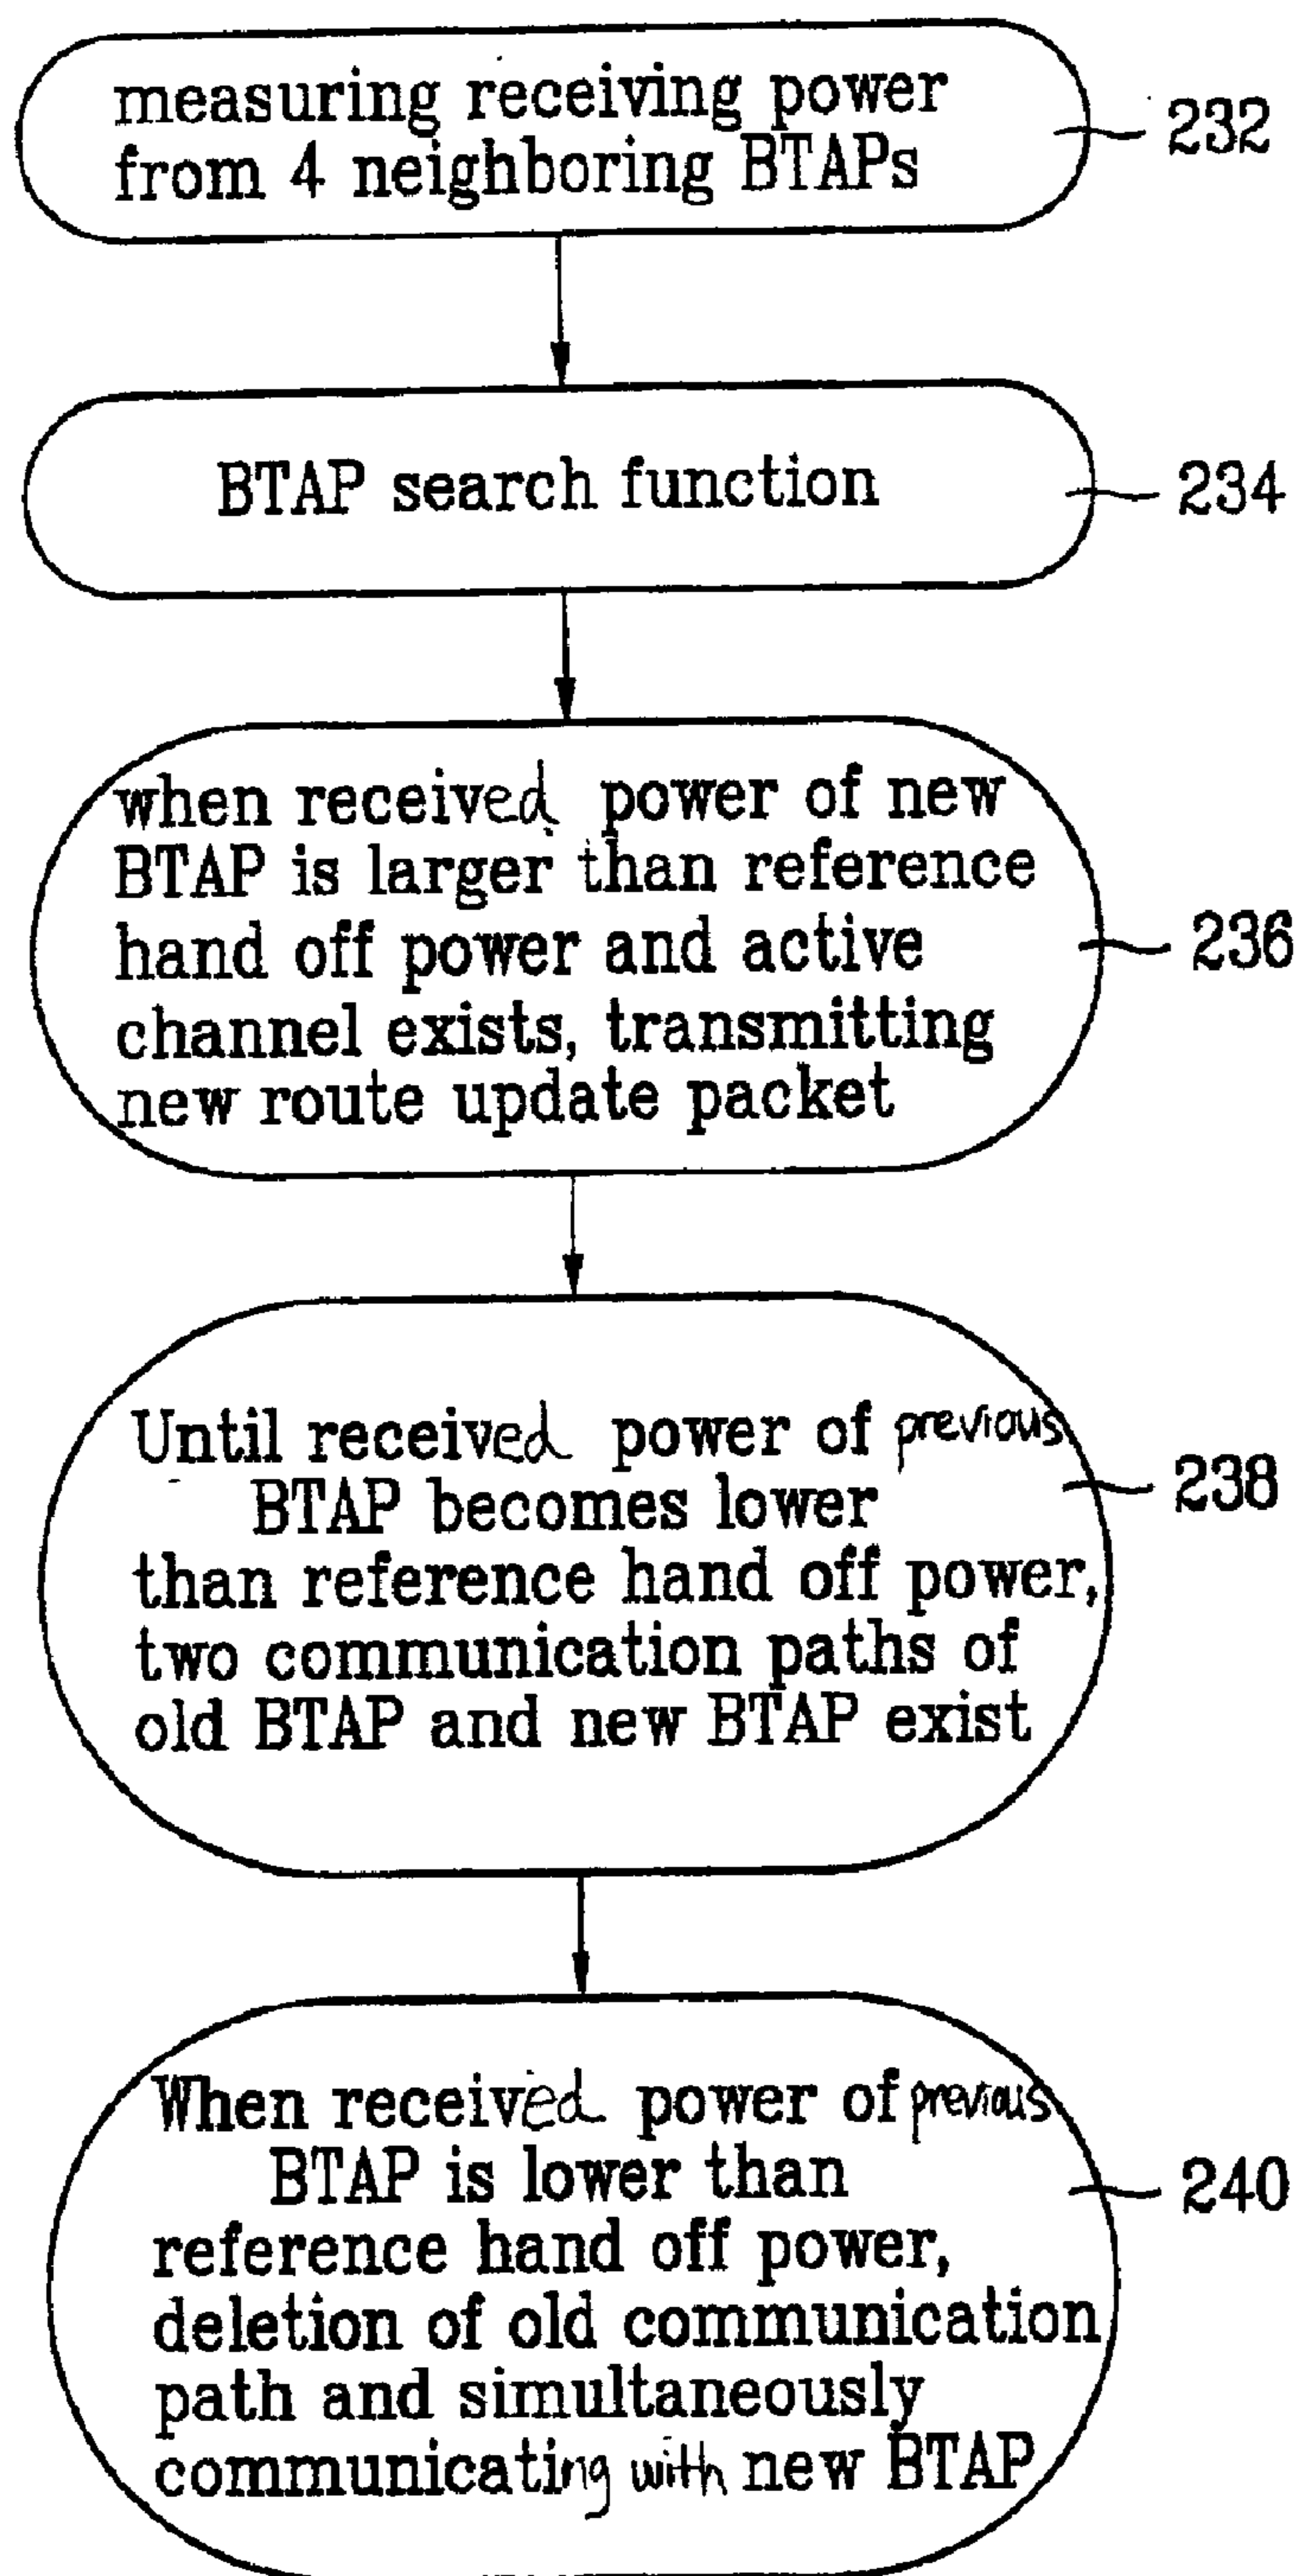 measuring receiving power
from 4 neighboring BTAPs
232
BTAP search function
234
when received power of new
BTAP is larger than reference
hand off power and active
channel exists, transmitting
new route update packet
236
Until received power of previous
BTAP becomes lower
than reference hand off power,
two communication paths of
old BTAP and new BTAP exist
238
When received power of previous
BTAP is lower than
reference hand off power,
deletion of old communication
path and simultaneously
communicating with new BTAP
240